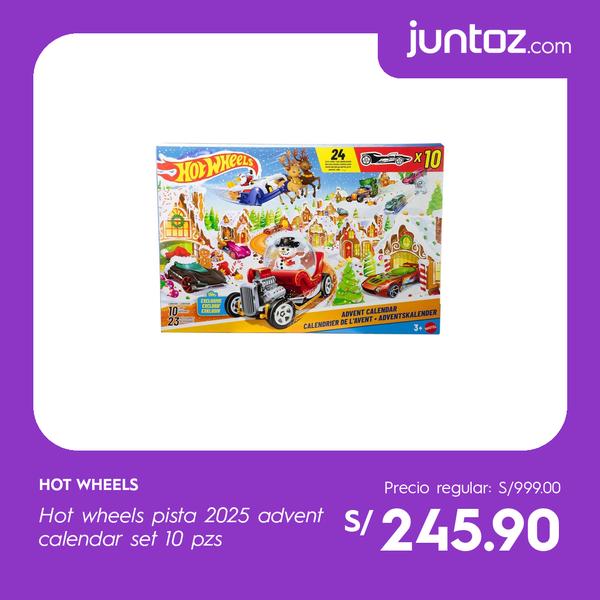 juntoz.com
HOT WHEELS
24
x 10
EXCLUSIVE
10
23
ADVENT CALENDAR
CALENDRIER DE L'AVENT • ADVENTSKALENDER
3+
HOT WHEELS
Precio regular: S/999.00
Hot wheels pista 2025 advent
calendar set 10 pzs
S/ 245.90